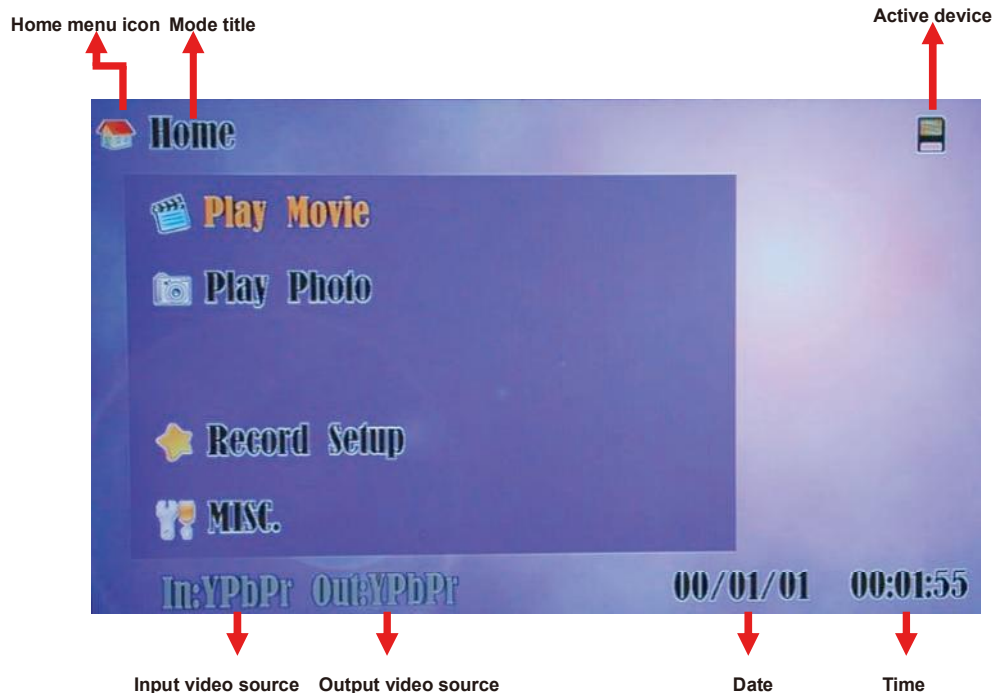 Home menu icon Mode title
Active device
Home
Play Movie
Play Photo
Record Setup
MISC.
In:YPbPr Out:YPbPr
00/01/01 00:01:55
Input video source Output video source
Date
Time